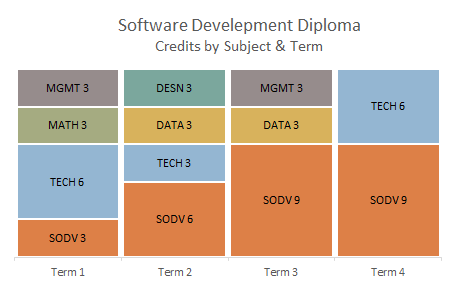 Software Develepment Diploma
Credits by Subject & Term
MGMT 3 DESN 3 MGMT 3 TECH 6
MATH 3 DATA 3 DATA 3
TECH 6 TECH 3 SODV 9 SODV 9
SODV 3 SODV 6
Term 1 Term 2 Term 3 Term 4